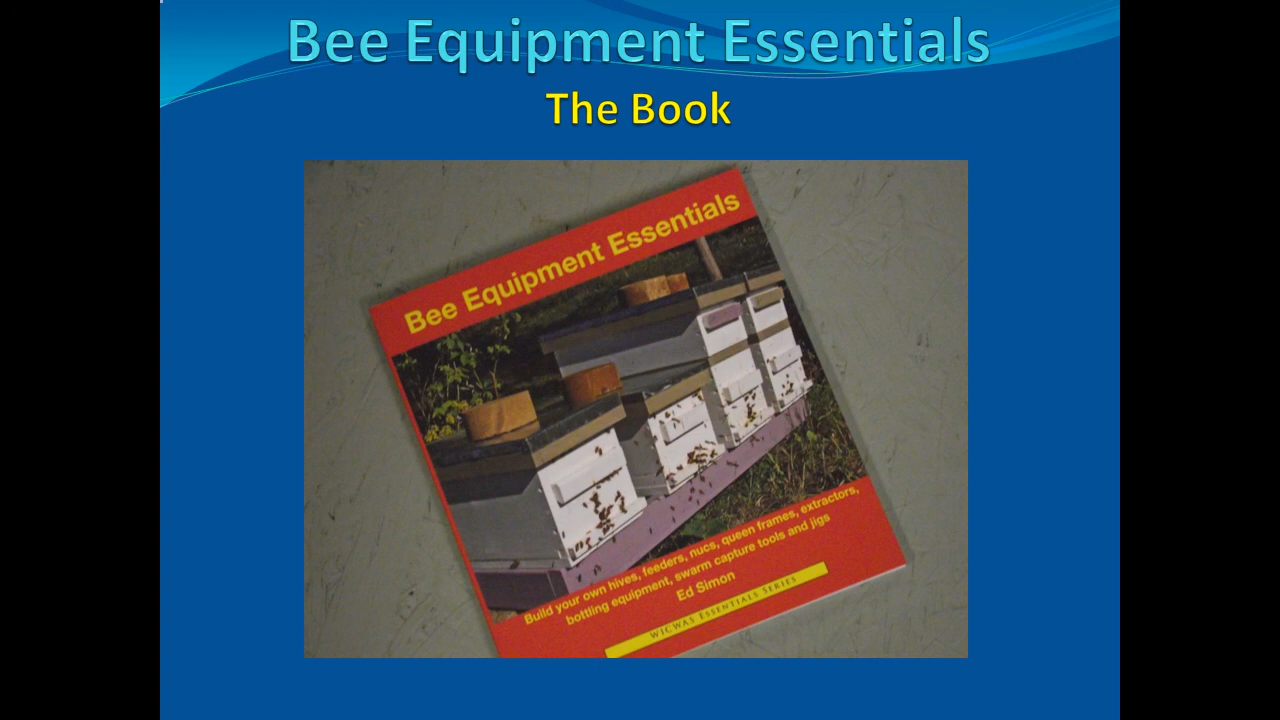 Bee Equipment Essentials
The Book
Bee Equipment Essentials
Build your own hives, feeders, nucs, queen frames, extractors,
bottling equipment, swarm capture tools and jigs
Ed Simon
WICWAS ESSENTIALS SERIES